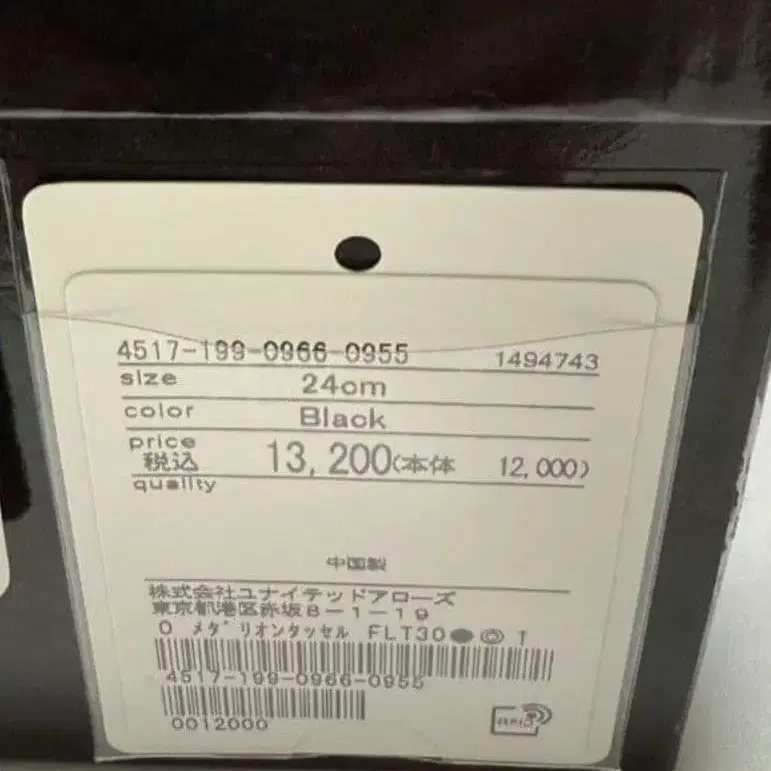 4517-199-0966-0955 1494743
size 24cm
color Black
price
税込 13,200(本体 12,000)
quality
中国製
株式会社ユナイテッドアローズ
東京都港区赤坂8-1-19
0 メダリオンタッセル FLT30●◎ 1
4517-199-0966-0955
0012000